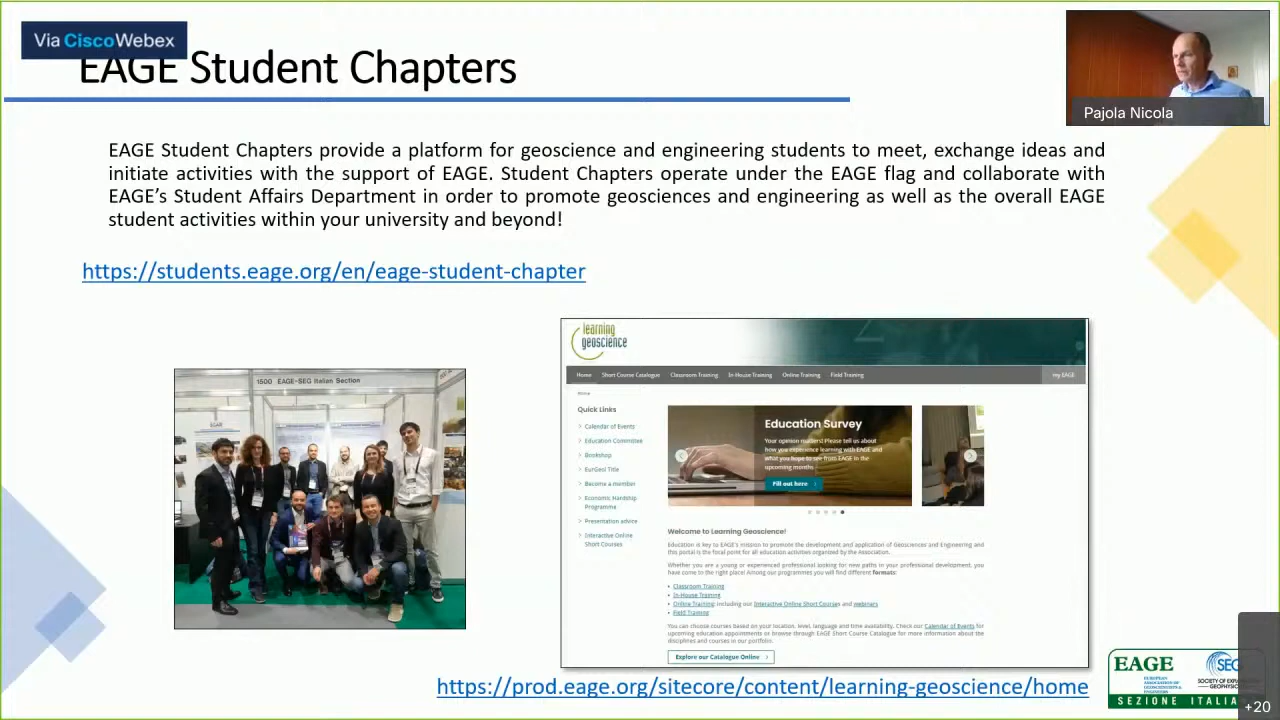 Via CiscoWebex
EAGE Student Chapters
Pajola Nicola
EAGE Student Chapters provide a platform for geoscience and engineering students to meet, exchange ideas and
initiate activities with the support of EAGE. Student Chapters operate under the EAGE flag and collaborate with
EAGE's Student Affairs Department in order to promote geosciences and engineering as well as the overall EAGE
student activities within your university and beyond!
https://students.eage.org/en/eage-student-chapter
1500 EAGE-SEG Italian Section
learning
geoscience
Home Short Course Catalogue Classroom Training In-House Training Online Training Field Training my EAGE
Home
Quick Links
Calendar of Events
Education Committee
Bookshop
EurGeol Title
Become a member
Economic Hardship
Programme
Presentation advice
Interactive Online
Short Courses
Education Survey
Your opinion matters! Please tell us about
how you experience learning with EAGE and
what you hope to see from EAGE in the
upcoming months
Fill out here
Welcome to Learning Geoscience!
Education is key to EAGE's mission to promote the development and application of Geosciences and Engineering and
this portal is the focal point for all education activities organized by the Association.
Whether you are a young or experienced professional looking for new paths in your professional development, you
have come to the right place! Among our programmes you will find different formats:
• Classroom Training
• In-House Training
• Online Training: including our Interactive Online Short Courses and webinars
• Field Training
You can choose courses based on your location, level, language and time availability. Check our Calendar of Events for
upcoming education appointments or browse through EAGE Short Course Catalogue for more information about the
disciplines and courses in our portfolio.
Explore our Catalogue Online
https://prod.eage.org/sitecore/content/learning-geoscience/home
EAGE
EUROPEAN
ASSOCIATION OF
GEOSCIENTISTS &
ENGINEERS
SEG
SOCIETY OF
SEZIONE ITALIA
+20